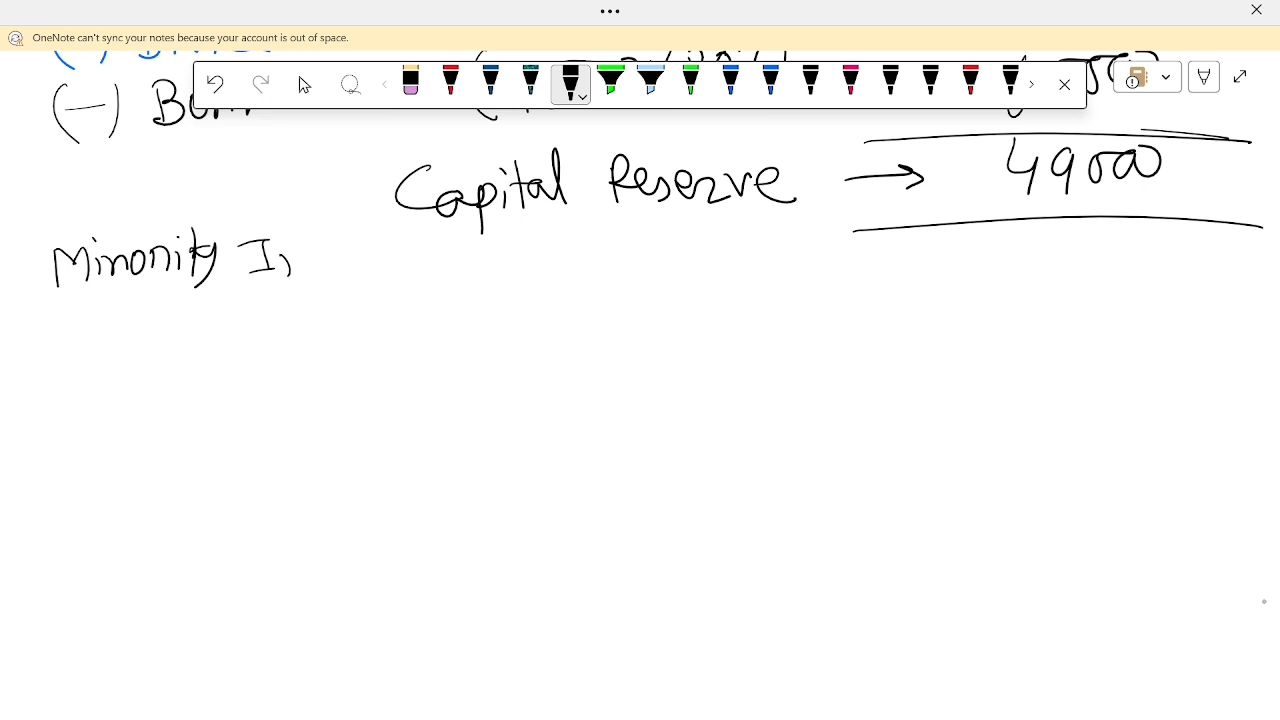 OneNote can't sync your notes because your account is out of space.
(-)
Capital Reserve → 49000
Minority I